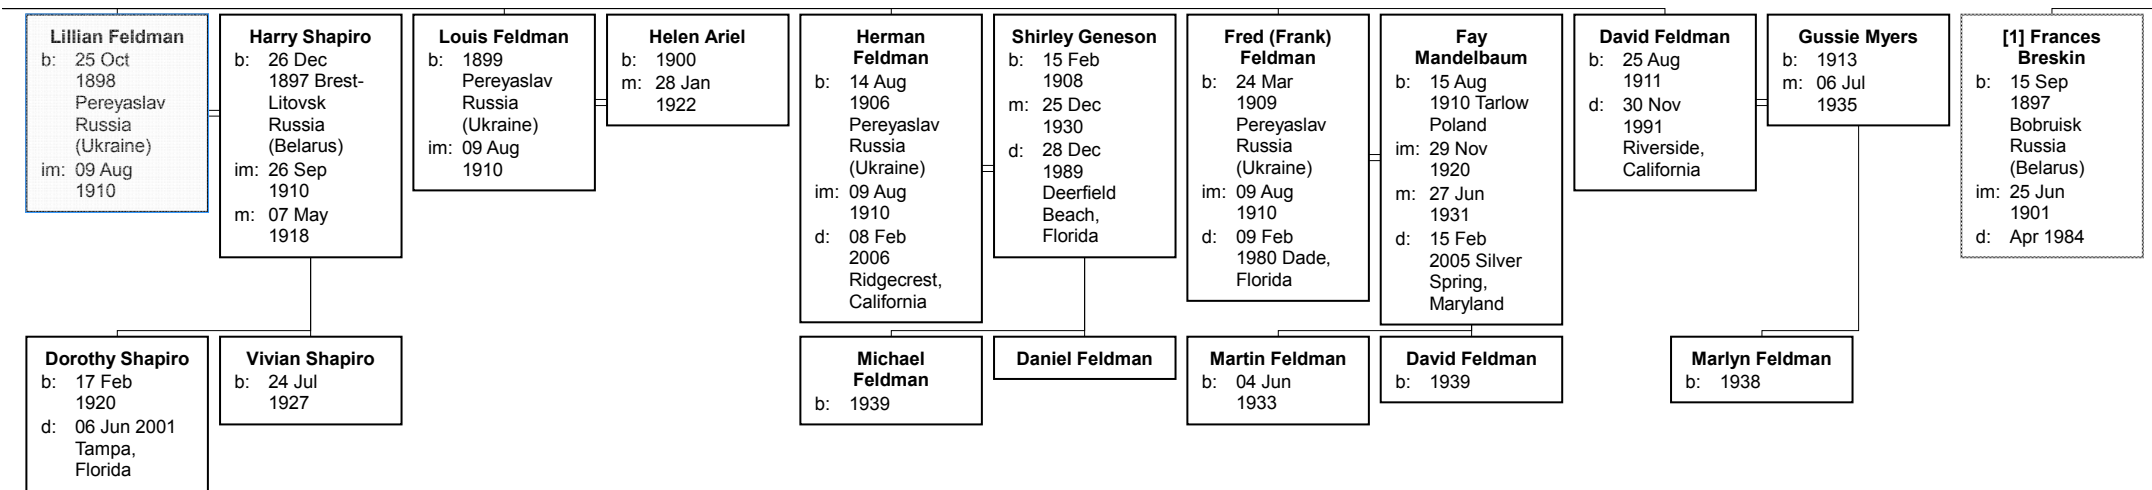 Lillian Feldman
b: 25 Oct
1898
Pereyaslav
Russia
(Ukraine)
im: 09 Aug
1910
Harry Shapiro
b: 26 Dec
1897 Brest-
Litovsk
Russia
(Belarus)
im: 26 Sep
1910
m: 07 May
1918
Louis Feldman
b: 1899
Pereyaslav
Russia
(Ukraine)
im: 09 Aug
1910
Helen Ariel
b: 1900
m: 28 Jan
1922
Herman
Feldman
b: 14 Aug
1906
Pereyaslav
Russia
(Ukraine)
im: 09 Aug
1910
d: 08 Feb
2006
Ridgecrest,
California
Shirley Geneson
b: 15 Feb
1908
m: 25 Dec
1930
d: 28 Dec
1989
Deerfield
Beach,
Florida
Fred (Frank)
Feldman
b: 24 Mar
1909
Pereyaslav
Russia
(Ukraine)
im: 09 Aug
1910
d: 09 Feb
1980 Dade,
Florida
Fay
Mandelbaum
b: 15 Aug
1910 Tarlow
Poland
im: 29 Nov
1920
m: 27 Jun
1931
d: 15 Feb
2005 Silver
Spring,
Maryland
David Feldman
b: 25 Aug
1911
d: 30 Nov
1991
Riverside,
California
Gussie Myers
b: 1913
m: 06 Jul
1935
[1] Frances
Breskin
b: 15 Sep
1897
Bobruisk
Russia
(Belarus)
im: 25 Jun
1901
d: Apr 1984
Dorothy Shapiro
b: 17 Feb
1920
d: 06 Jun 2001
Tampa,
Florida
Vivian Shapiro
b: 24 Jul
1927
Michael
Feldman
b: 1939
Daniel Feldman
Martin Feldman
b: 04 Jun
1933
David Feldman
b: 1939
Marlyn Feldman
b: 1938